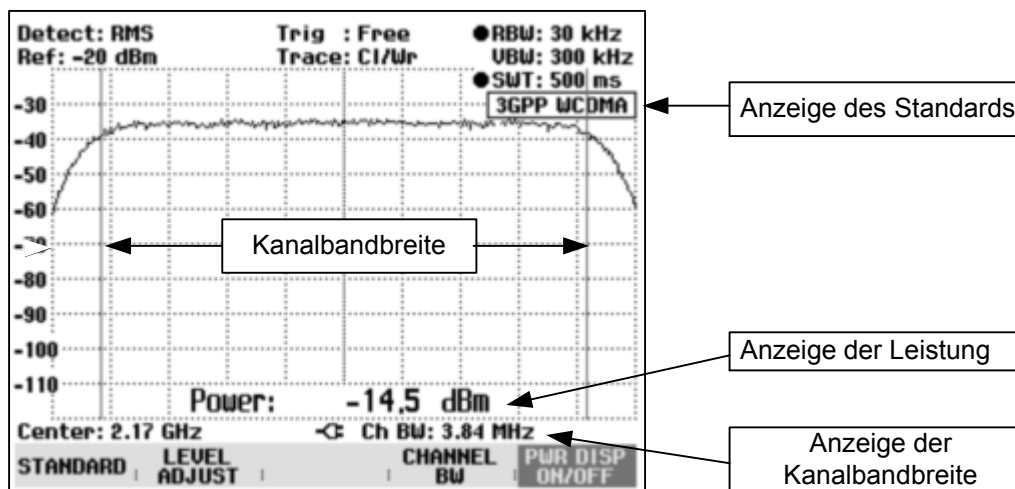 Detect: RMS Trig : Free ●RBW: 30 kHz
Ref: -20 dBm Trace: Cl/Wr VBW: 300 kHz
●SWT: 500 ms
3GPP WCDMA
Anzeige des Standards
-30
-40
-50
-60
-70
Kanalbandbreite
-80
-90
-100
Anzeige der Leistung
-110
Power: -14.5 dBm
Center: 2.17 GHz Ch BW: 3.84 MHz
Anzeige der
Kanalbandbreite
STANDARD LEVEL
ADJUST CHANNEL
BW PWR DISP
ON/OFF